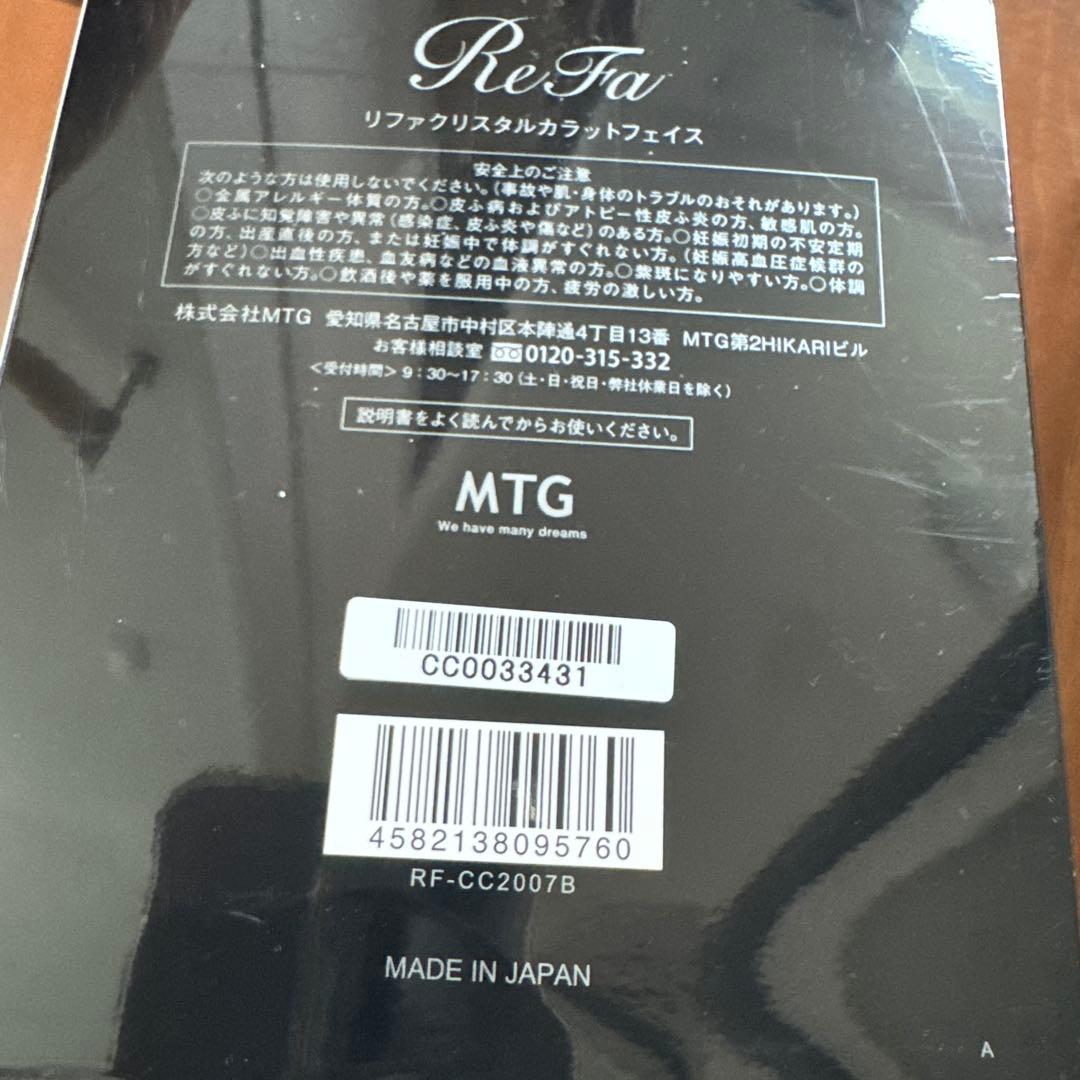 ReFa
リファクリスタルカラットフェイス
安全上のご注意
次のような方は使用しないでください。(事故や肌・身体のトラブルのおそれがあります。)
○金属アレルギー体質の方。○皮ふ病およびアトピー性皮ふ炎の方、敏感肌の方。
○皮ふに知覚障害や異常(感染症、皮ふ炎や傷など)のある方。○妊娠初期の不安定期
の方、出産直後の方、または妊娠中で体調がすぐれない方。(妊娠高血圧症候群の
方など)○出血性疾患、血友病などの血液異常の方。○紫斑になりやすい方。○体調
がすぐれない方。○飲酒後や薬を服用中の方、疲労の激しい方。
株式会社MTG 愛知県名古屋市中村区本陣通4丁目13番 MTG第2HIKARIビル
お客様相談室 0120-315-332
<受付時間>9:30〜17:30(土・日・祝日・弊社休業日を除く)
説明書をよく読んでからお使いください。
MTG
We have many dreams
CC0033431
4582138095760
RF-CC2007B
MADE IN JAPAN
A